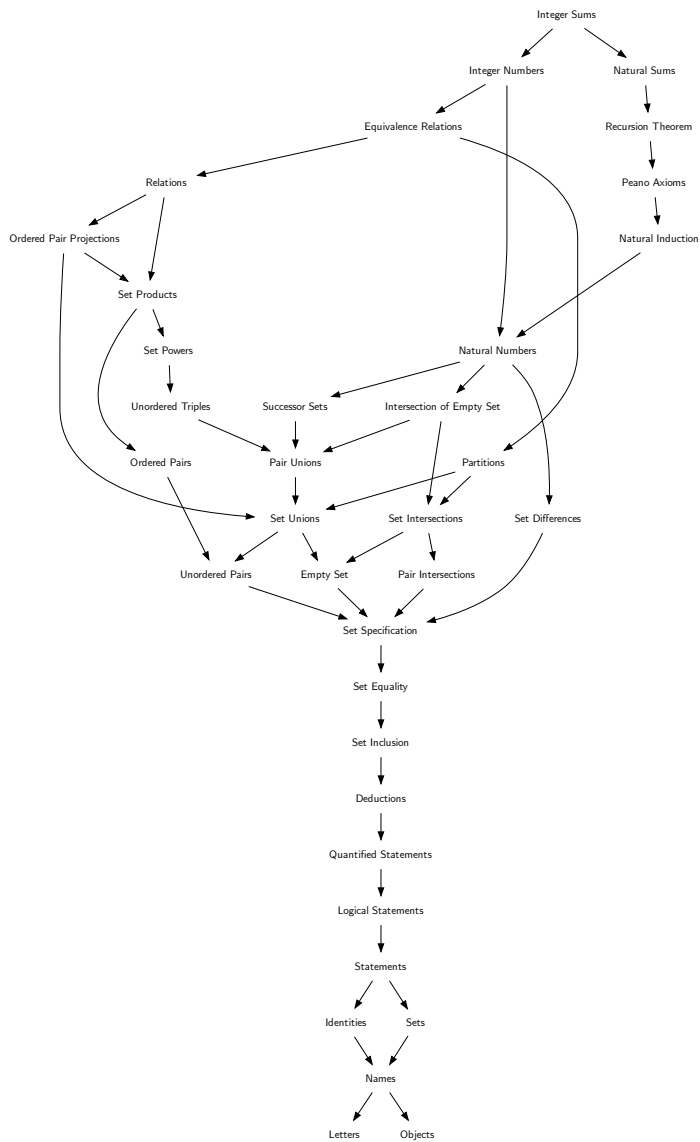 Integer Sums
Integer Numbers
Natural Sums
Equivalence Relations
Recursion Theorem
Relations
Peano Axioms
Ordered Pair Projections
Natural Induction
Set Products
Set Powers
Natural Numbers
Unordered Triples
Successor Sets
Intersection of Empty Set
Ordered Pairs
Pair Unions
Partitions
Set Unions
Set Intersections
Set Differences
Unordered Pairs
Empty Set
Pair Intersections
Set Specification
Set Equality
Set Inclusion
Deductions
Quantified Statements
Logical Statements
Statements
Identities
Sets
Names
Letters
Objects